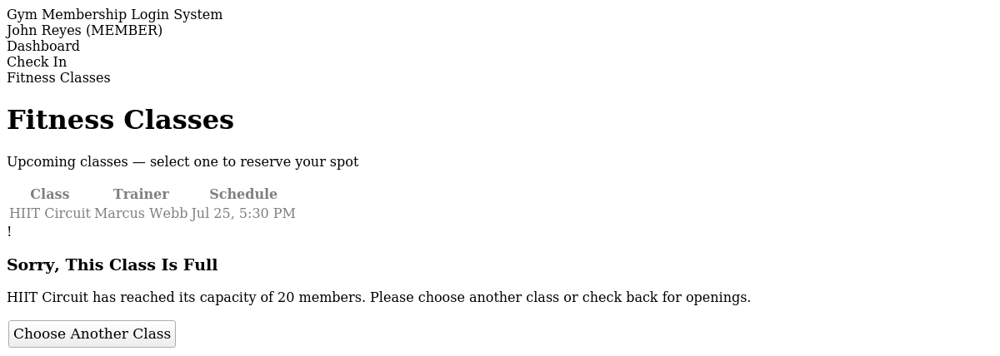 Gym Membership Login System
John Reyes (MEMBER)
Dashboard
Check In
Fitness Classes
Fitness Classes
Upcoming classes — select one to reserve your spot
Class Trainer Schedule
HIIT Circuit Marcus Webb Jul 25, 5:30 PM
!
Sorry, This Class Is Full
HIIT Circuit has reached its capacity of 20 members. Please choose another class or check back for openings.
Choose Another Class